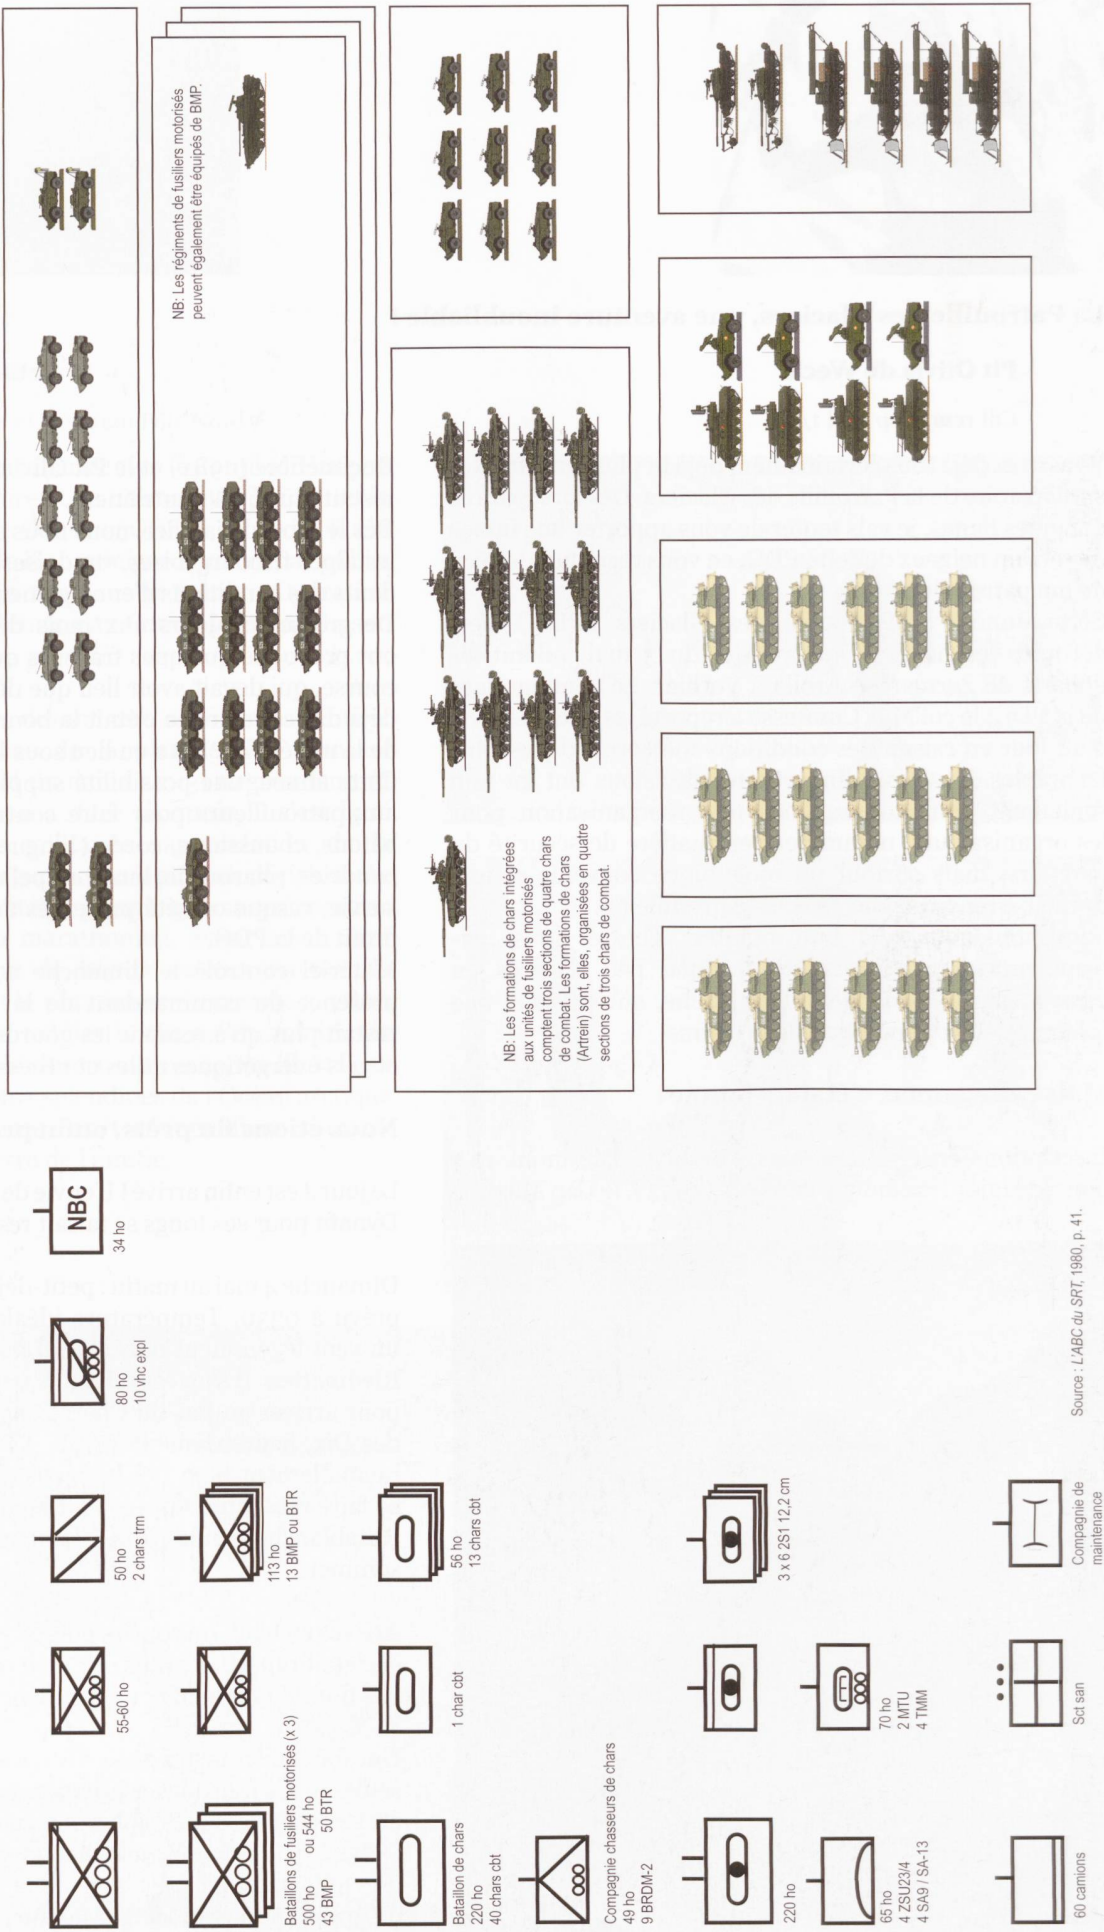 55-60 ho
50 ho
2 chars trm
80 ho
10 vhc expl
NBC
34 ho
Bataillons de fusiliers motorisés (x 3)
500 ho ou 544 ho
43 BMP 50 BTR
113 ho
13 BMP ou BTR
NB: Les régiments de fusiliers motorisés
peuvent également être équipés de BMP.
Bataillon de chars
220 ho
40 chars cbt
1 char cbt
56 ho
13 chars cbt
NB: Les formations de chars intégrées
aux unités de fusiliers motorisés
comptent trois sections de quatre chars
de combat. Les formations de chars
(Artrein) sont, elles, organisées en quatre
sections de trois chars de combat.
Compagnie chasseurs de chars
49 ho
9 BRDM-2
220 ho
3 x 6 2S1 12,2 cm
65 ho
4 ZSU23/4
4 SA9 / SA-13
70 ho
2 MTU
4 TMM
60 camions
Sct san
Compagnie de
maintenance
Source : L'ABC du SRT, 1980, p. 41.